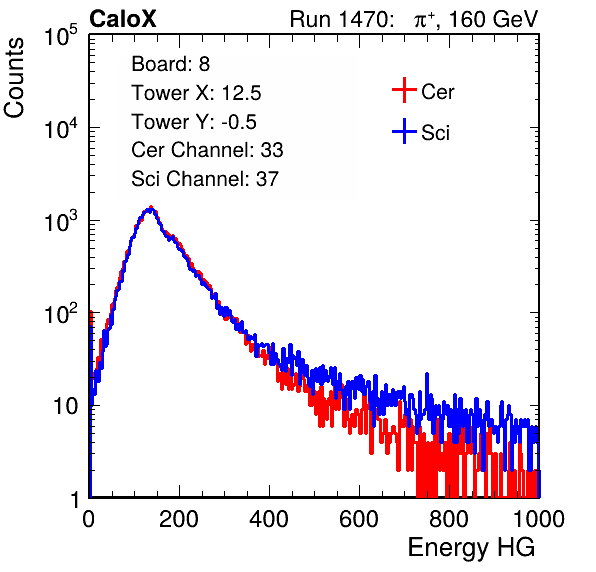 CaloX Run 1470: π⁺, 160 GeV
Counts
10⁵
10⁴
10³
10²
10
1
Board: 8
Tower X: 12.5
Tower Y: -0.5
Cer Channel: 33
Sci Channel: 37
Cer
Sci
0 200 400 600 800 1000
Energy HG